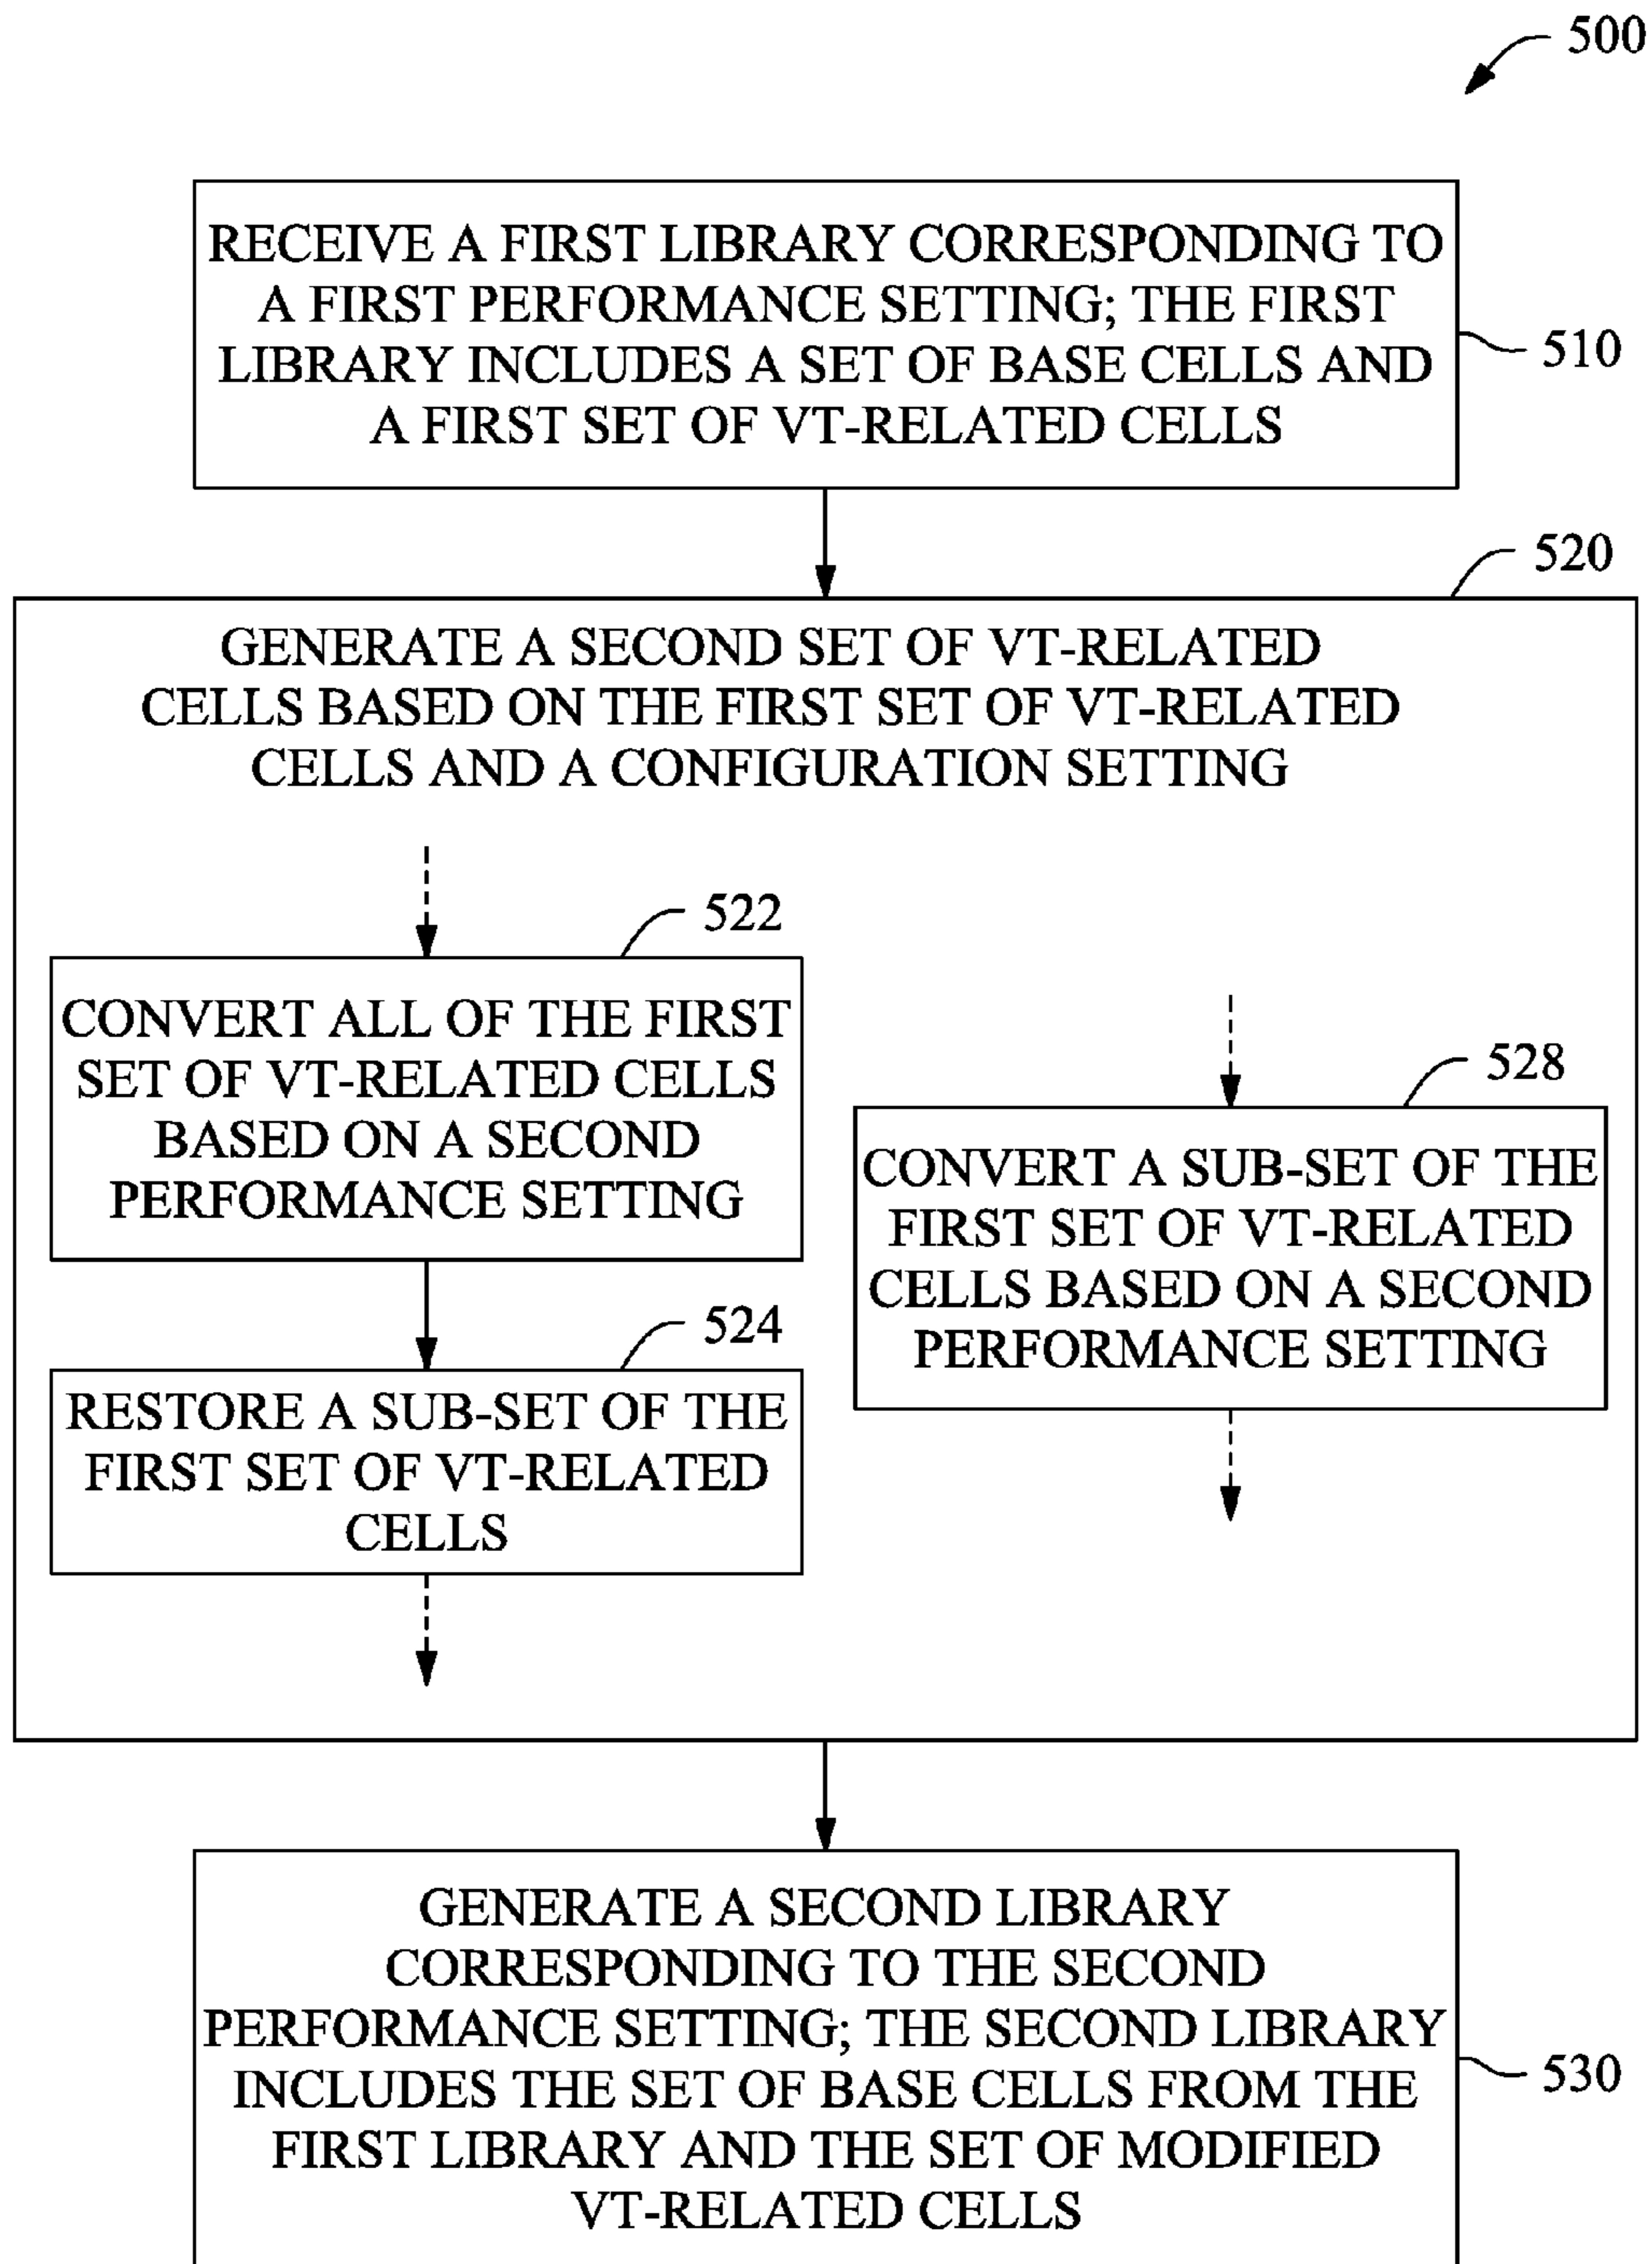 500
RECEIVE A FIRST LIBRARY CORRESPONDING TO
A FIRST PERFORMANCE SETTING; THE FIRST
LIBRARY INCLUDES A SET OF BASE CELLS AND
A FIRST SET OF VT-RELATED CELLS
510
520
GENERATE A SECOND SET OF VT-RELATED
CELLS BASED ON THE FIRST SET OF VT-RELATED
CELLS AND A CONFIGURATION SETTING
522
CONVERT ALL OF THE FIRST
SET OF VT-RELATED CELLS
BASED ON A SECOND
PERFORMANCE SETTING
524
RESTORE A SUB-SET OF THE
FIRST SET OF VT-RELATED
CELLS
528
CONVERT A SUB-SET OF THE
FIRST SET OF VT-RELATED
CELLS BASED ON A SECOND
PERFORMANCE SETTING
GENERATE A SECOND LIBRARY
CORRESPONDING TO THE SECOND
PERFORMANCE SETTING; THE SECOND LIBRARY
INCLUDES THE SET OF BASE CELLS FROM THE
FIRST LIBRARY AND THE SET OF MODIFIED
VT-RELATED CELLS
530